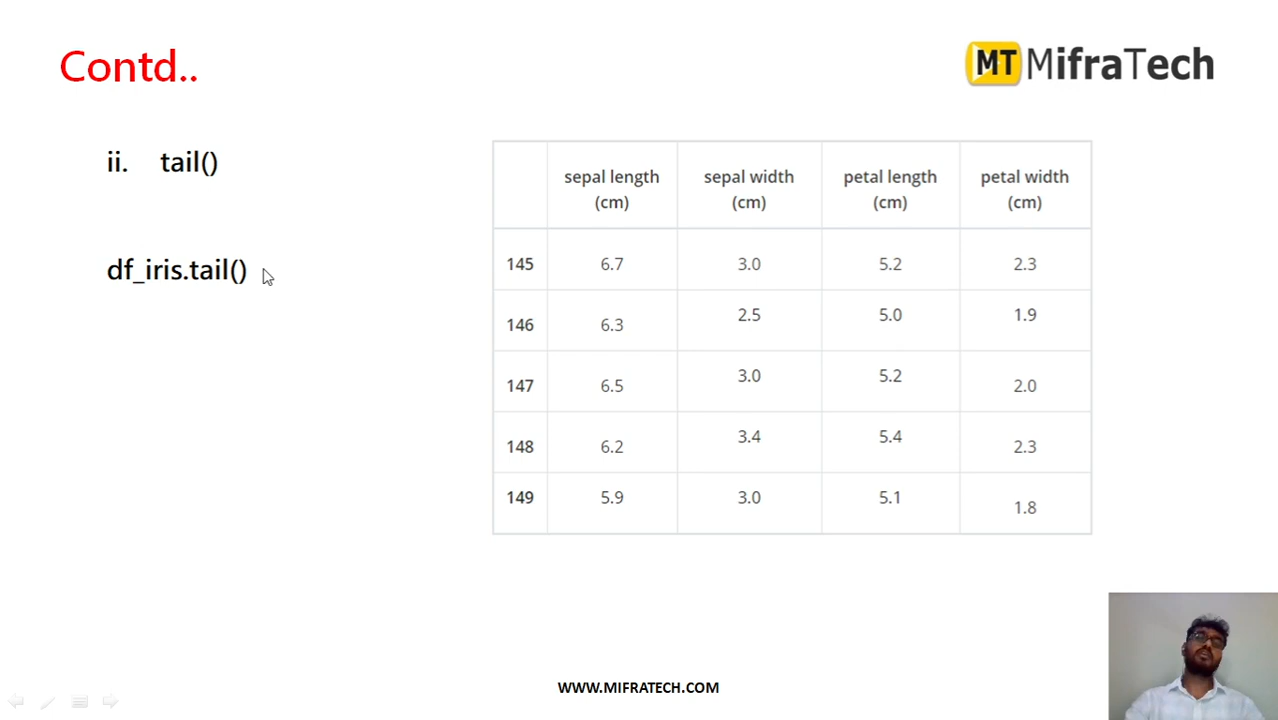 Contd..
MT MifraTech
ii. tail()
df_iris.tail()
sepal length (cm) sepal width (cm) petal length (cm) petal width (cm)
145 6.7 3.0 5.2 2.3
146 6.3 2.5 5.0 1.9
147 6.5 3.0 5.2 2.0
148 6.2 3.4 5.4 2.3
149 5.9 3.0 5.1 1.8
WWW.MIFRATECH.COM